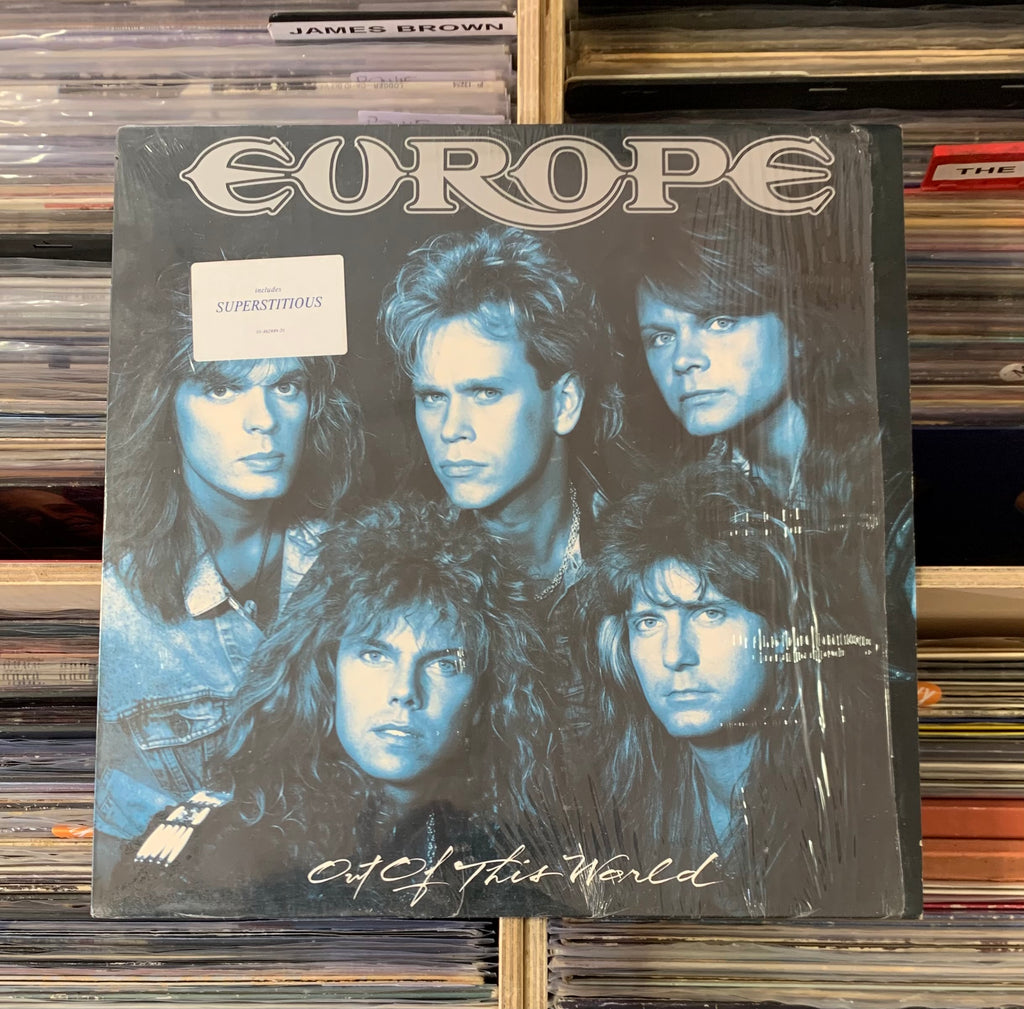 JAMES BROWN
EUROPE
THE
includes
SUPERSTITIOUS
Out Of This World